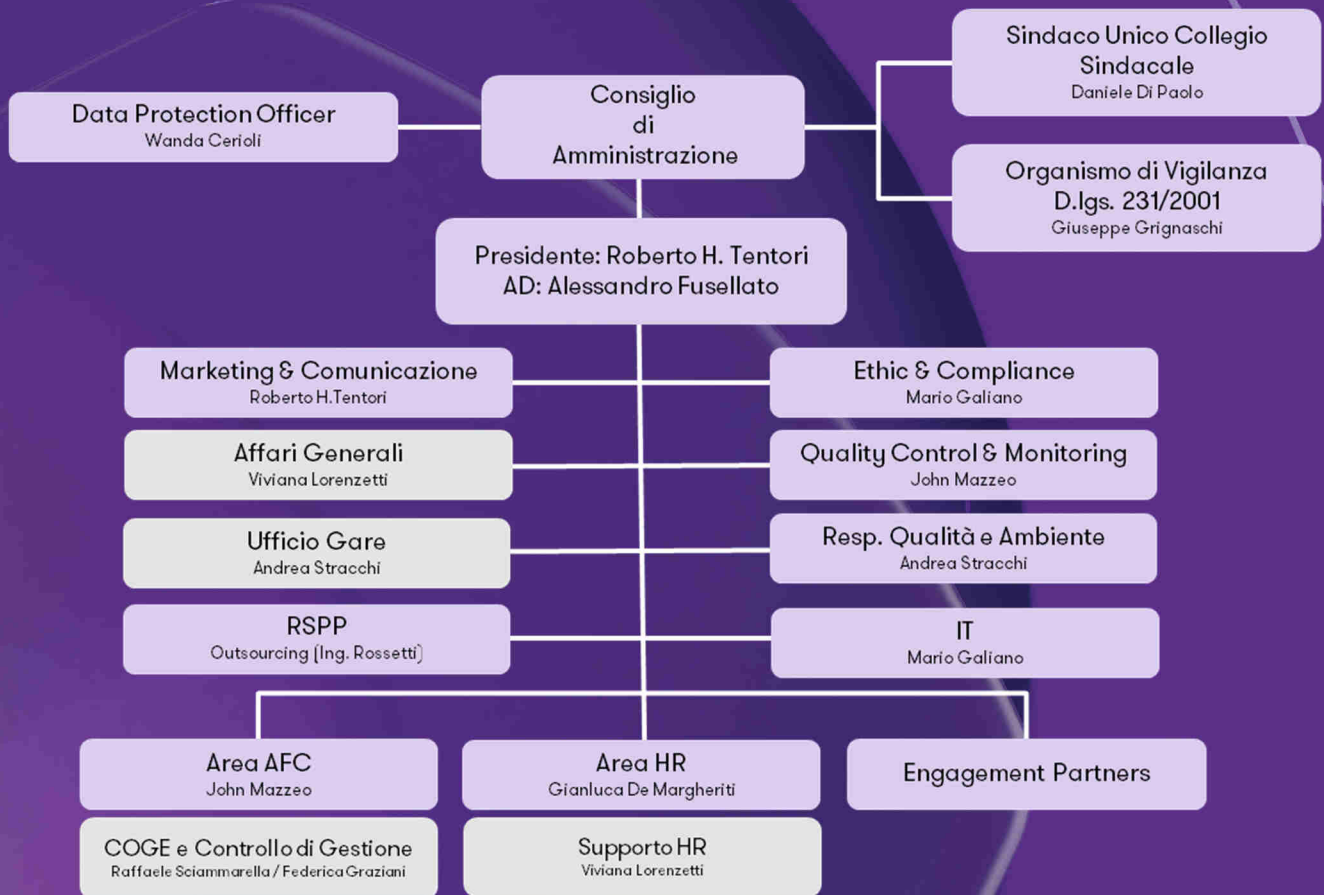 Data Protection Officer
Wanda Cerioli
Consiglio
di
Amministrazione
Sindaco Unico Collegio
Sindacale
Daniele Di Paolo
Organismo di Vigilanza
D.lgs. 231/2001
Giuseppe Grignaschi
Presidente: Roberto H. Tentori
AD: Alessandro Fusellato
Marketing & Comunicazione
Roberto H.Tentori
Ethic & Compliance
Mario Galiano
Affari Generali
Viviana Lorenzetti
Quality Control & Monitoring
John Mazzeo
Ufficio Gare
Andrea Stracchi
Resp. Qualità e Ambiente
Andrea Stracchi
RSPP
Outsourcing (Ing. Rossetti)
IT
Mario Galiano
Area AFC
John Mazzeo
Area HR
Gianluca De Margheriti
Engagement Partners
COGE e Controllo di Gestione
Raffaele Sciammarella / Federica Graziani
Supporto HR
Viviana Lorenzetti